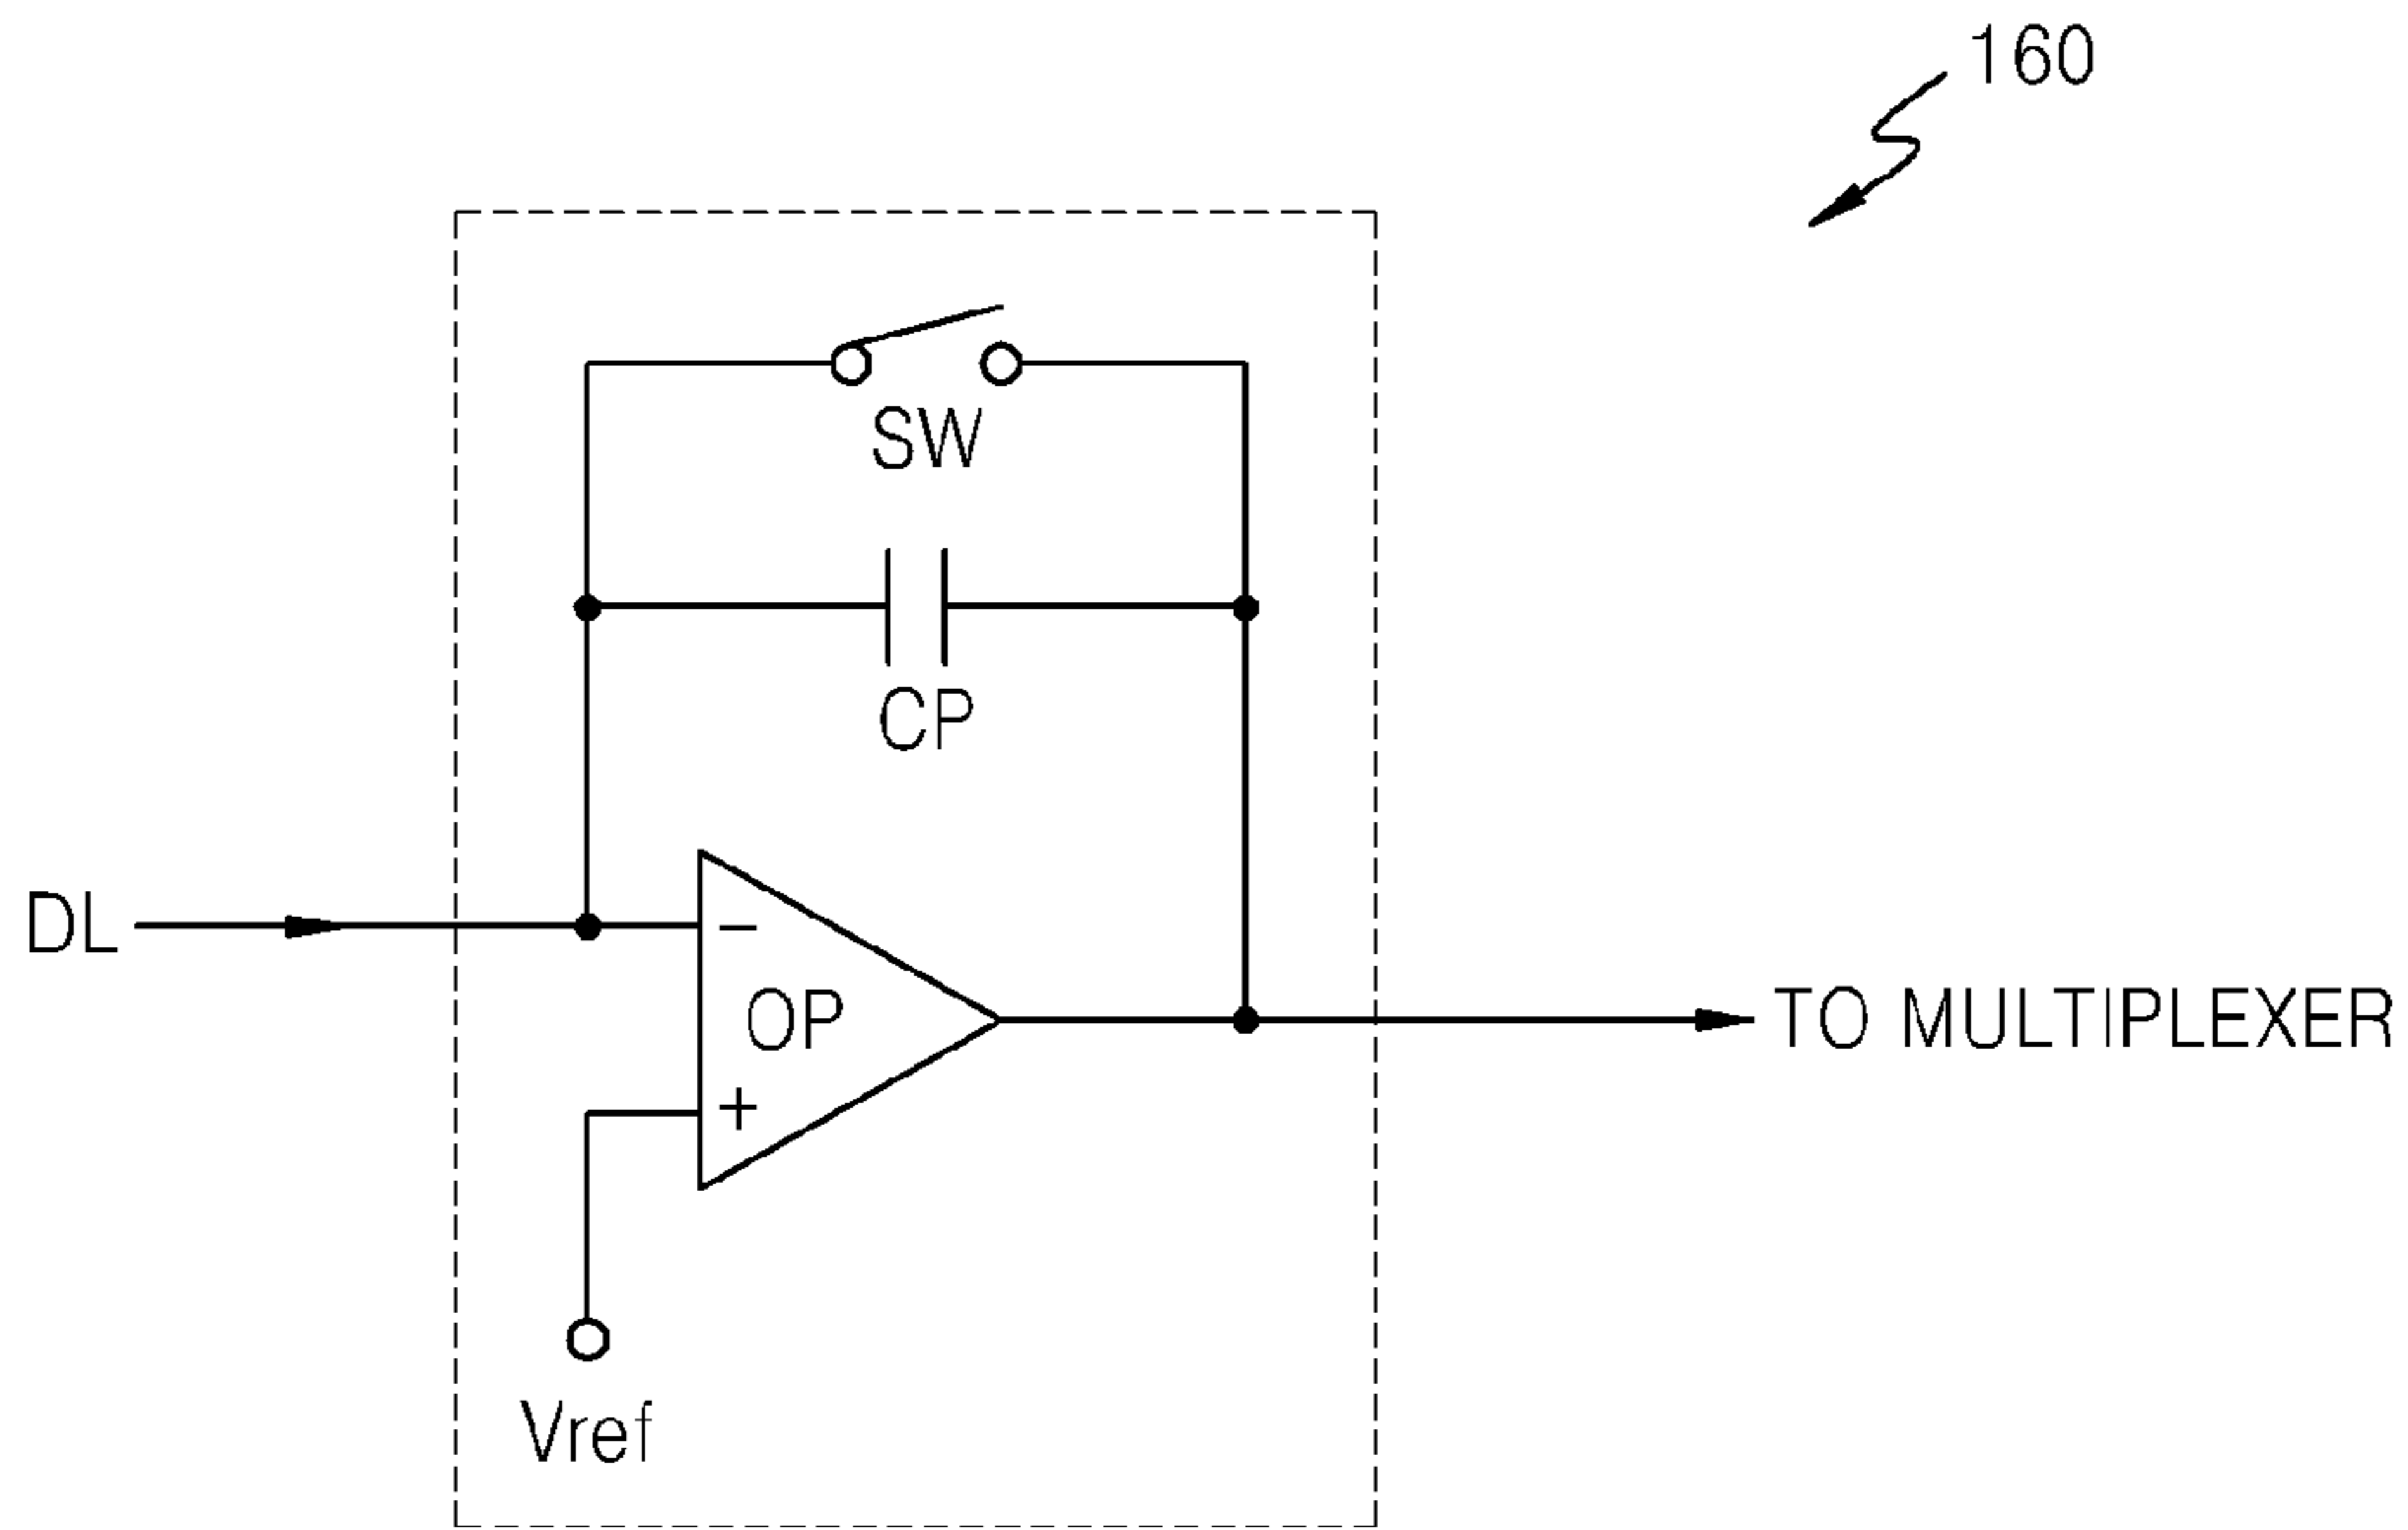 160
SW
CP
DL
−
OP
TO MULTIPLEXER
+
Vref